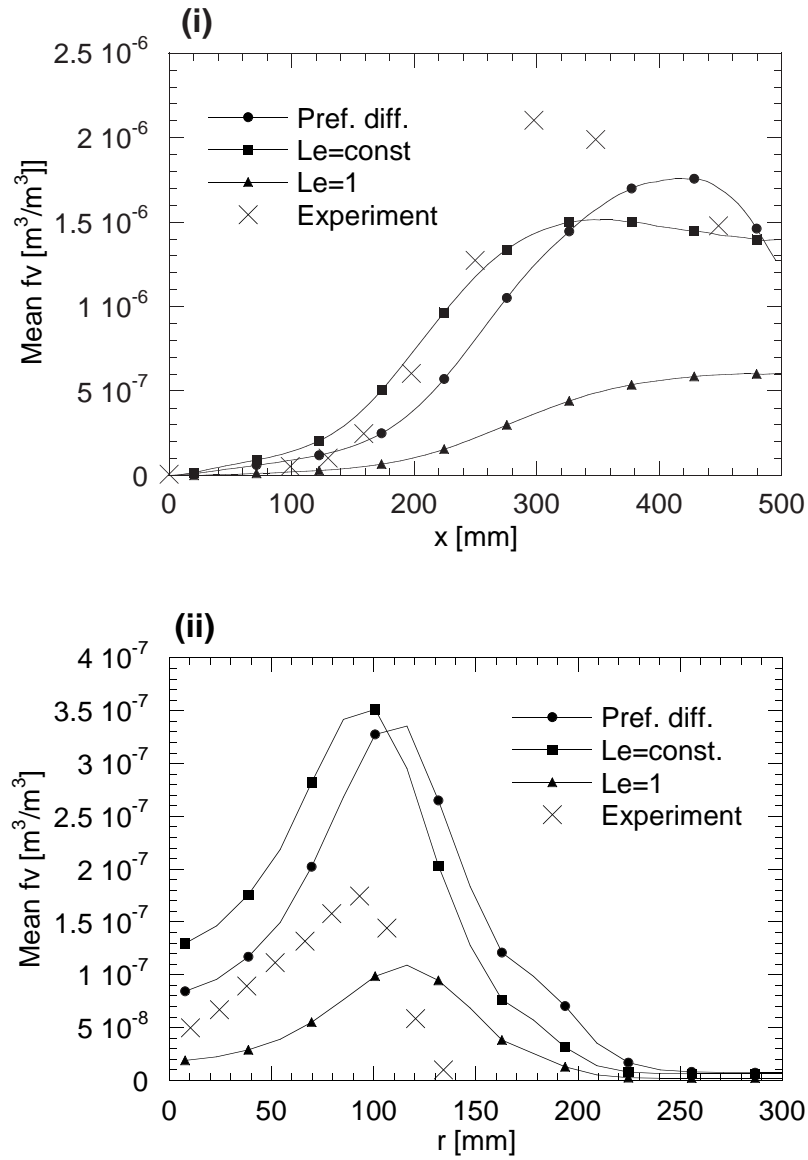 (i)
2.5 10-6
2 10-6
1.5 10-6
1 10-6
5 10-7
0
Mean fv [m3/m3]]
Pref. diff.
Le=const
Le=1
Experiment
0 100 200 300 400 500
x [mm]
(ii)
4 10-7
3.5 10-7
3 10-7
2.5 10-7
2 10-7
1.5 10-7
1 10-7
5 10-8
0
Mean fv [m3/m3]
Pref. diff.
Le=const.
Le=1
Experiment
0 50 100 150 200 250 300
r [mm]